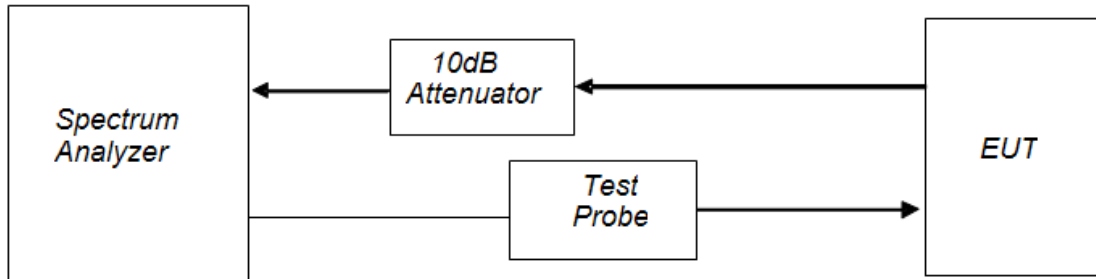 10dB
Attenuator
Spectrum
Analyzer
EUT
Test
Probe